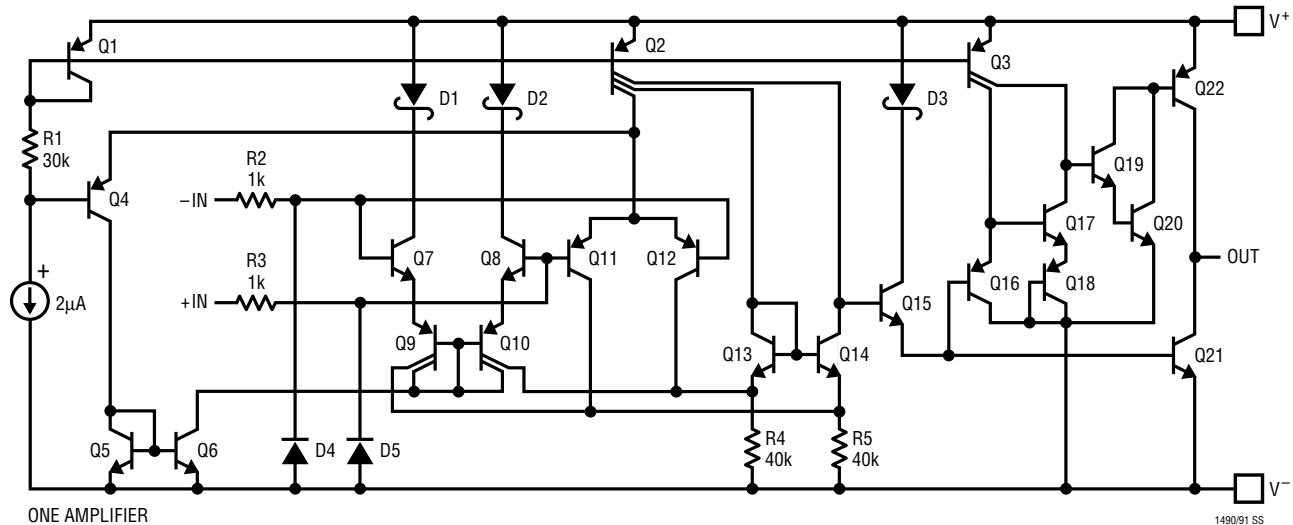 Q1
Q2
Q3
V+
D1
D2
D3
Q22
R1
30k
Q4
R2
1k
–IN
Q19
Q17
Q20
Q7
Q8
Q11
Q12
Q16
Q18
OUT
R3
1k
+IN
+
2µA
Q15
Q9
Q10
Q13
Q14
Q21
Q5
Q6
D4
D5
R4
40k
R5
40k
V–
ONE AMPLIFIER
1490/91 SS